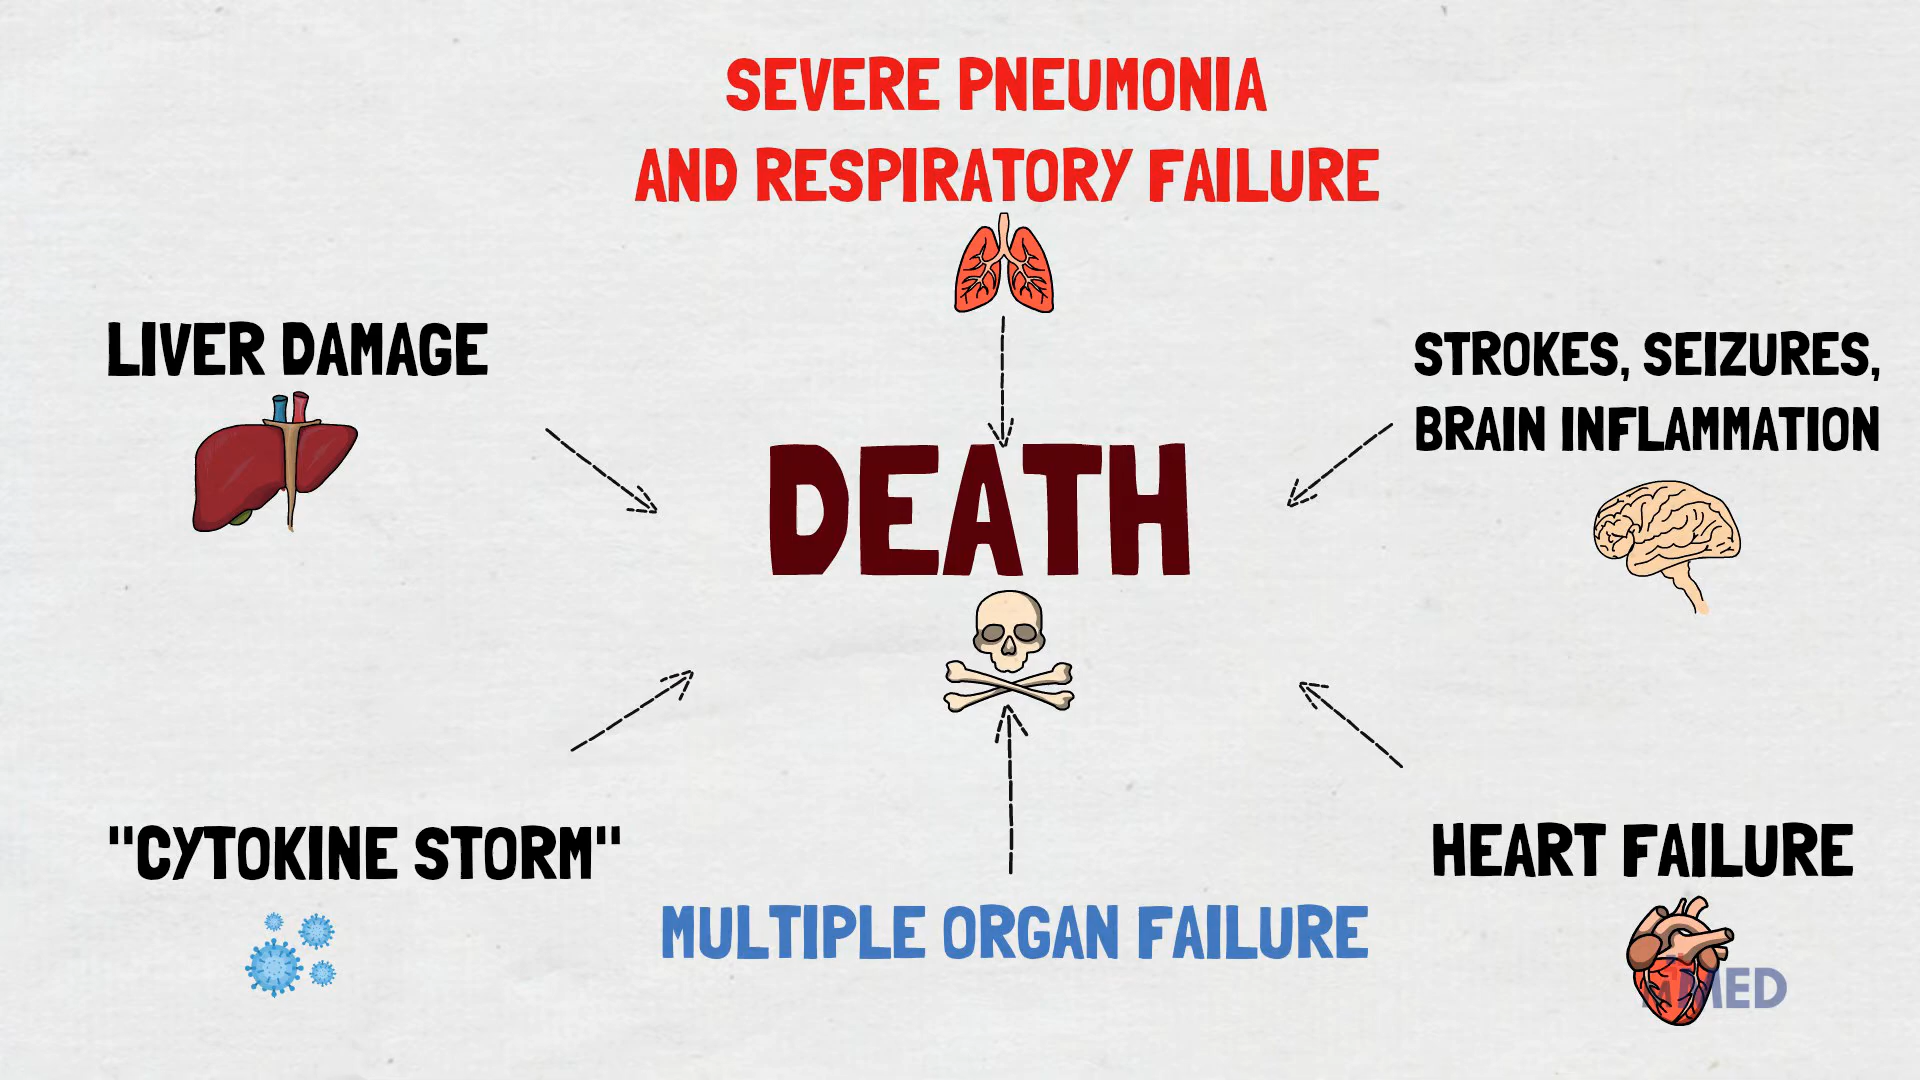 SEVERE PNEUMONIA
AND RESPIRATORY FAILURE
LIVER DAMAGE
STROKES, SEIZURES,
BRAIN INFLAMMATION
DEATH
"CYTOKINE STORM"
HEART FAILURE
MULTIPLE ORGAN FAILURE
MED